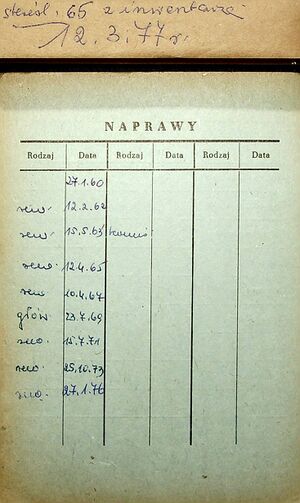 skreśl. 65 z inwentarza
12.3.77 r.
NAPRAWY
Rodzaj Data Rodzaj Data Rodzaj Data
27.1.60
rew. 12.2.62
rew. 15.5.63
rew. 12.4.65
rew. 20.4.67
głów. 23.7.69
rew. 15.7.71
rew. 25.10.73
27.1.76